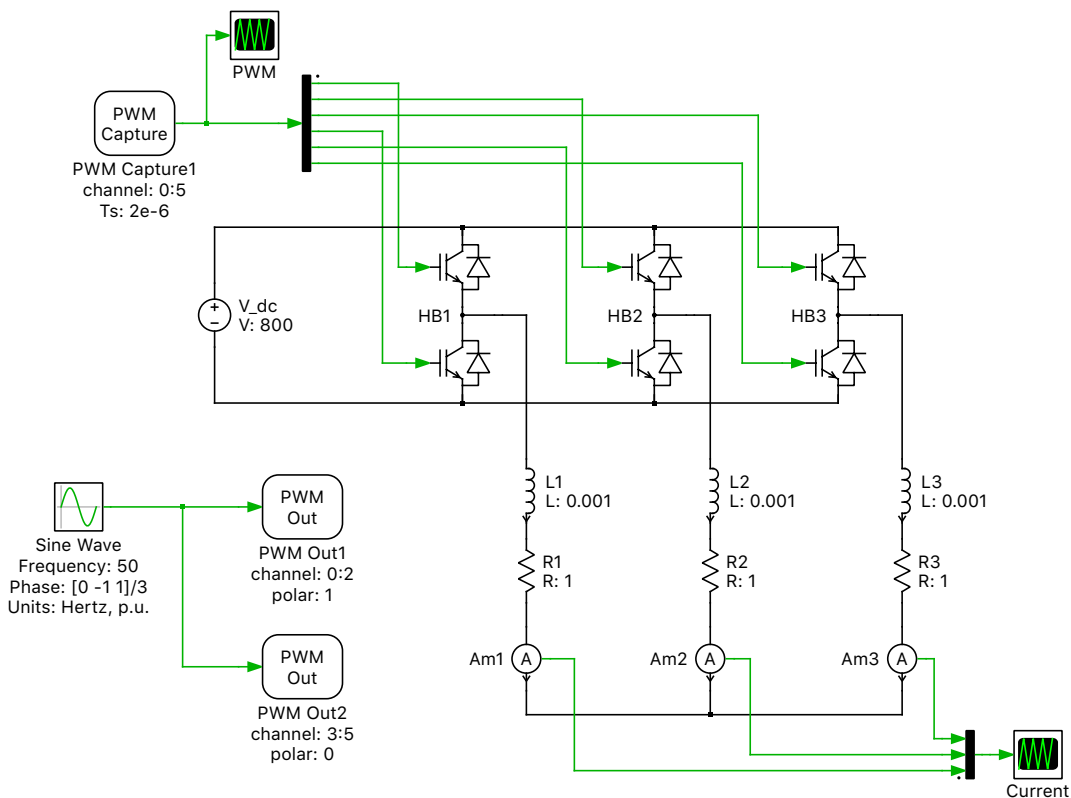 PWM
PWM
Capture
PWM Capture1
channel: 0:5
Ts: 2e-6
V_dc
V: 800
HB1
HB2
HB3
L1
L: 0.001
L2
L: 0.001
L3
L: 0.001
PWM
Out
Sine Wave
Frequency: 50
Phase: [0 -1 1]/3
Units: Hertz, p.u.
PWM Out1
channel: 0:2
polar: 1
R1
R: 1
R2
R: 1
R3
R: 1
PWM
Out
PWM Out2
channel: 3:5
polar: 0
Am1
A
Am2
A
Am3
A
Current